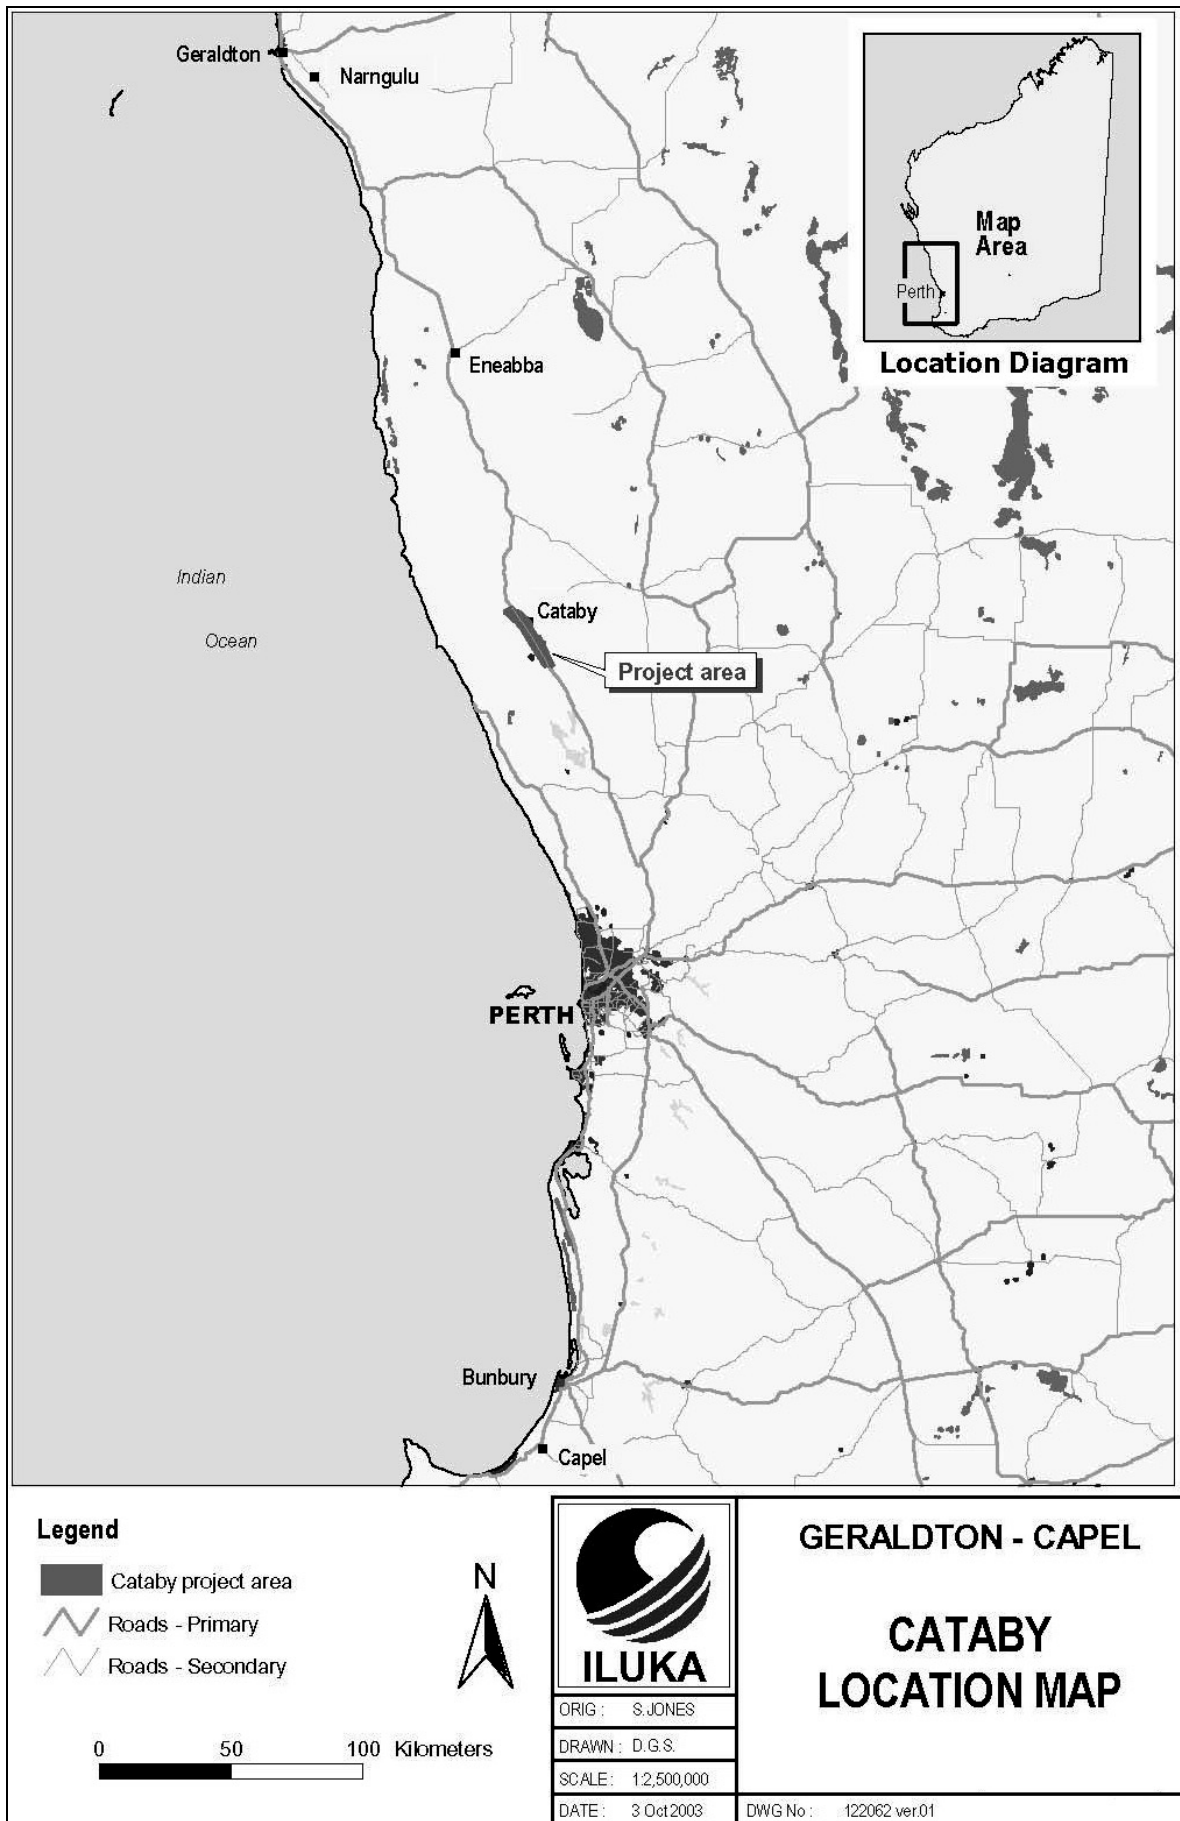 Geraldton
Narngulu
Map
Area
Perth
Location Diagram
Eneabba
Indian
Ocean
Cataby
Project area
PERTH
Bunbury
Capel
Legend
Cataby project area
Roads - Primary
Roads - Secondary
N
0 50 100 Kilometers
ILUKA
ORIG : S.JONES
DRAWN : D.G.S.
SCALE : 1:2,500,000
DATE : 3 Oct 2003
GERALDTON - CAPEL
CATABY
LOCATION MAP
DWG No : 122062 ver.01